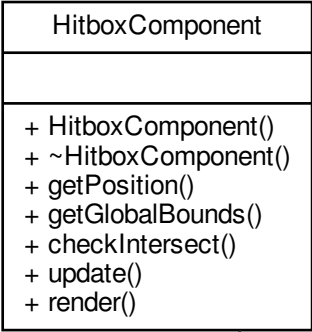 HitboxComponent
+ HitboxComponent()
+ ~HitboxComponent()
+ getPosition()
+ getGlobalBounds()
+ checkIntersect()
+ update()
+ render()